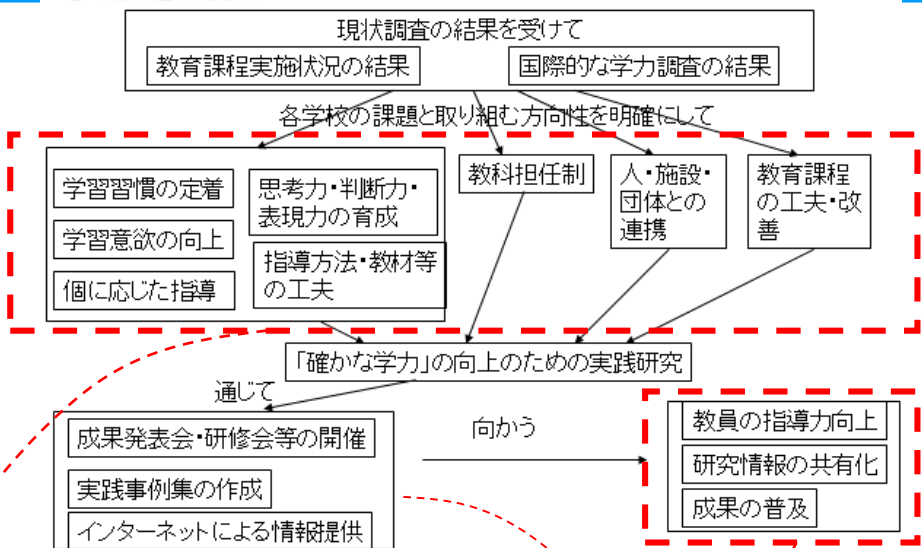 現状調査の結果を受けて
教育課程実施状況の結果
国際的な学力調査の結果
各学校の課題と取り組む方向性を明確にして
学習習慣の定着
学習意欲の向上
個に応じた指導
思考力・判断力・
表現力の育成
指導方法・教材等
の工夫
教科担任制
人・施設・
団体との
連携
教育課程
の工夫・改
善
「確かな学力」の向上のための実践研究
通じて
成果発表会・研修会等の開催
実践事例集の作成
インターネットによる情報提供
向かう
教員の指導力向上
研究情報の共有化
成果の普及